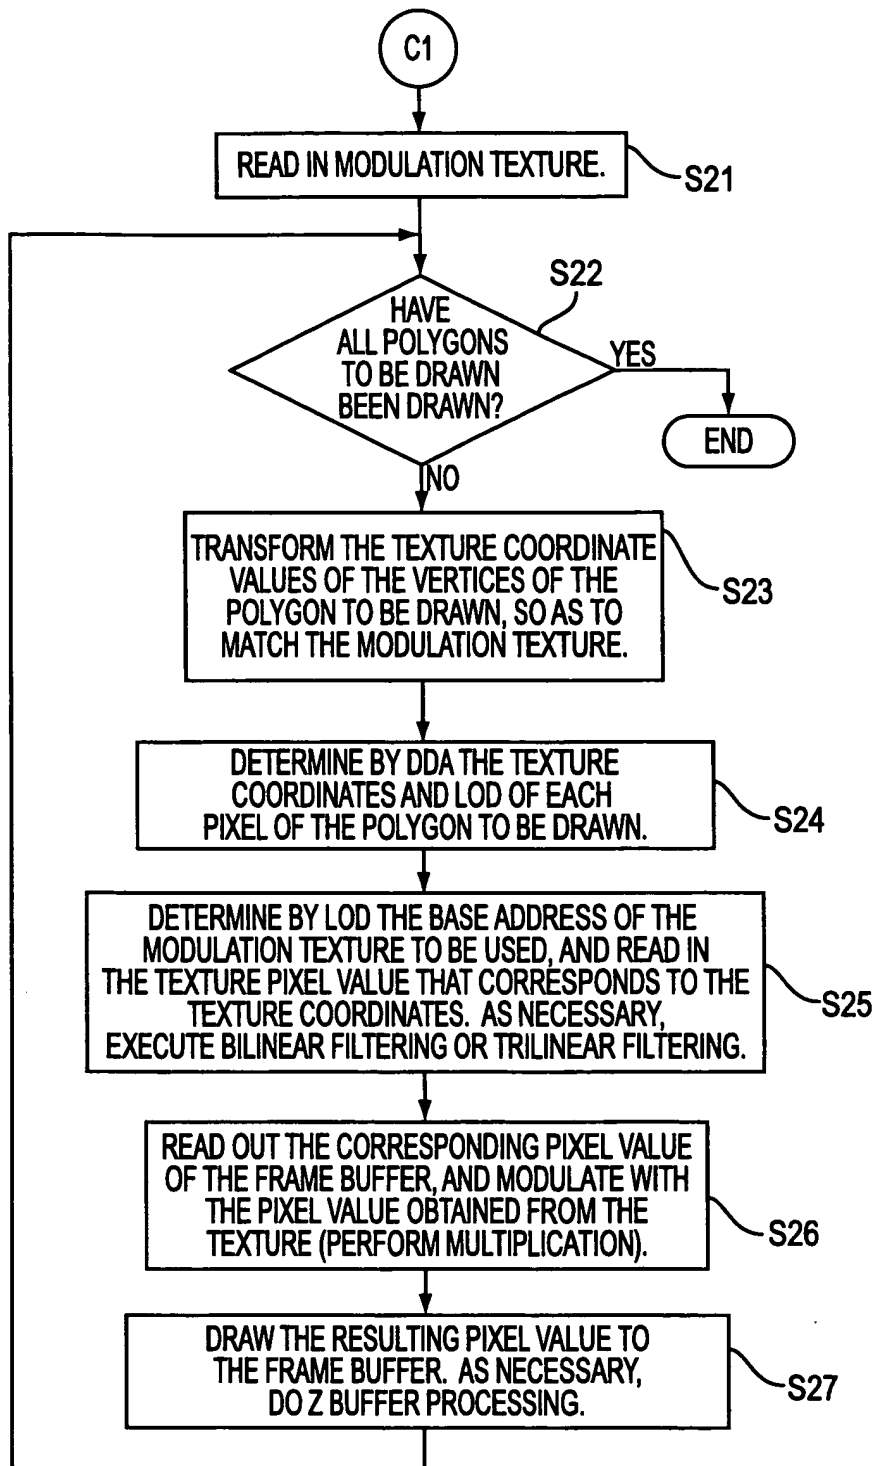 C1
READ IN MODULATION TEXTURE.
S21
S22
HAVE
ALL POLYGONS
TO BE DRAWN
BEEN DRAWN?
YES
END
NO
TRANSFORM THE TEXTURE COORDINATE
VALUES OF THE VERTICES OF THE
POLYGON TO BE DRAWN, SO AS TO
MATCH THE MODULATION TEXTURE.
S23
DETERMINE BY DDA THE TEXTURE
COORDINATES AND LOD OF EACH
PIXEL OF THE POLYGON TO BE DRAWN.
S24
DETERMINE BY LOD THE BASE ADDRESS OF THE
MODULATION TEXTURE TO BE USED, AND READ IN
THE TEXTURE PIXEL VALUE THAT CORRESPONDS TO THE
TEXTURE COORDINATES. AS NECESSARY,
EXECUTE BILINEAR FILTERING OR TRILINEAR FILTERING.
S25
READ OUT THE CORRESPONDING PIXEL VALUE
OF THE FRAME BUFFER, AND MODULATE WITH
THE PIXEL VALUE OBTAINED FROM THE
TEXTURE (PERFORM MULTIPLICATION).
S26
DRAW THE RESULTING PIXEL VALUE TO
THE FRAME BUFFER. AS NECESSARY,
DO Z BUFFER PROCESSING.
S27